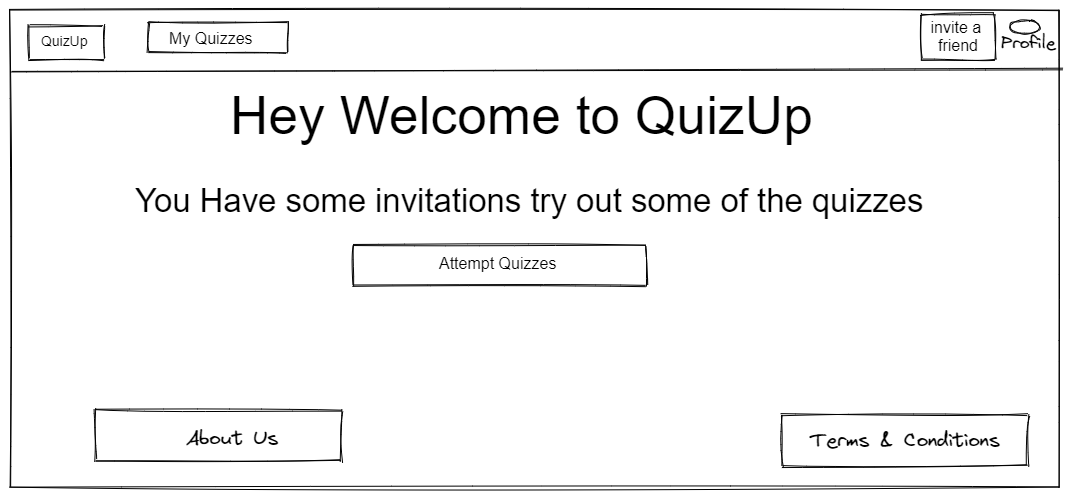 QuizUp
My Quizzes
invite a
friend
Profile
Hey Welcome to QuizUp
You Have some invitations try out some of the quizzes
Attempt Quizzes
About Us
Terms & Conditions